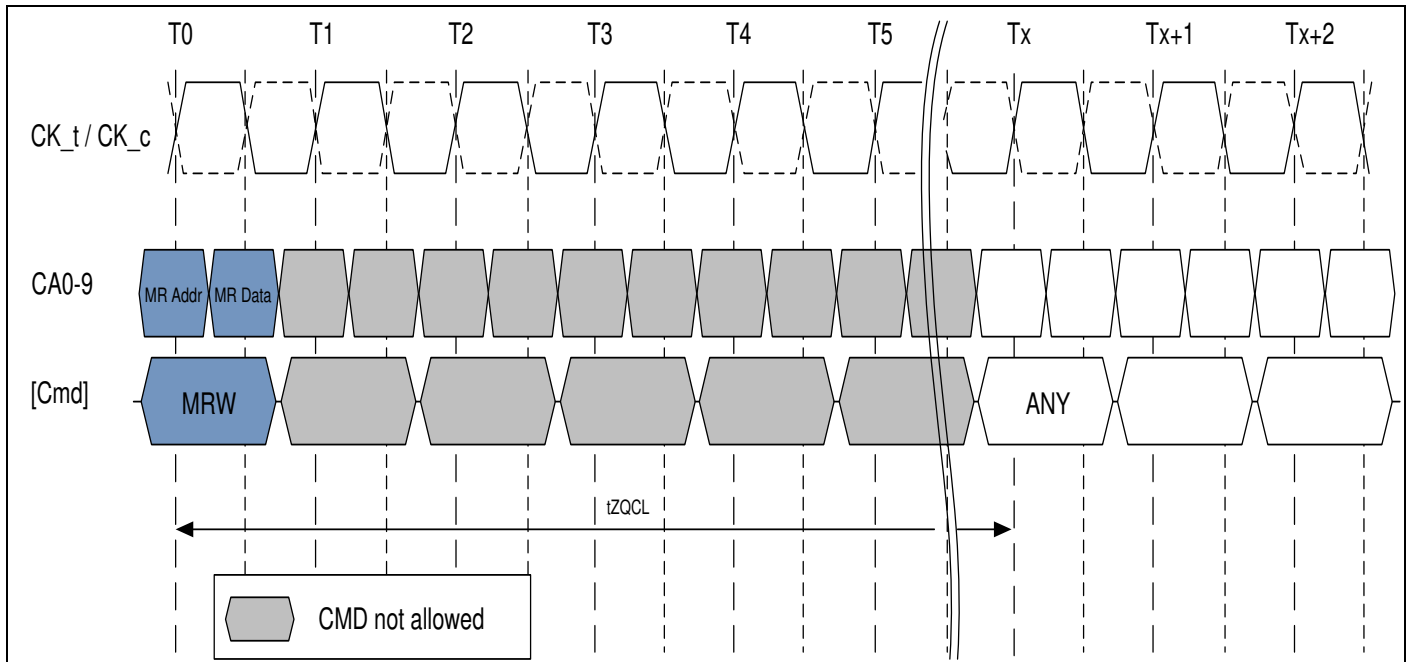 T0 T1 T2 T3 T4 T5 Tx Tx+1 Tx+2
CK_t / CK_c
CA0-9 MR Addr MR Data
[Cmd] MRW ANY
tZQCL
CMD not allowed